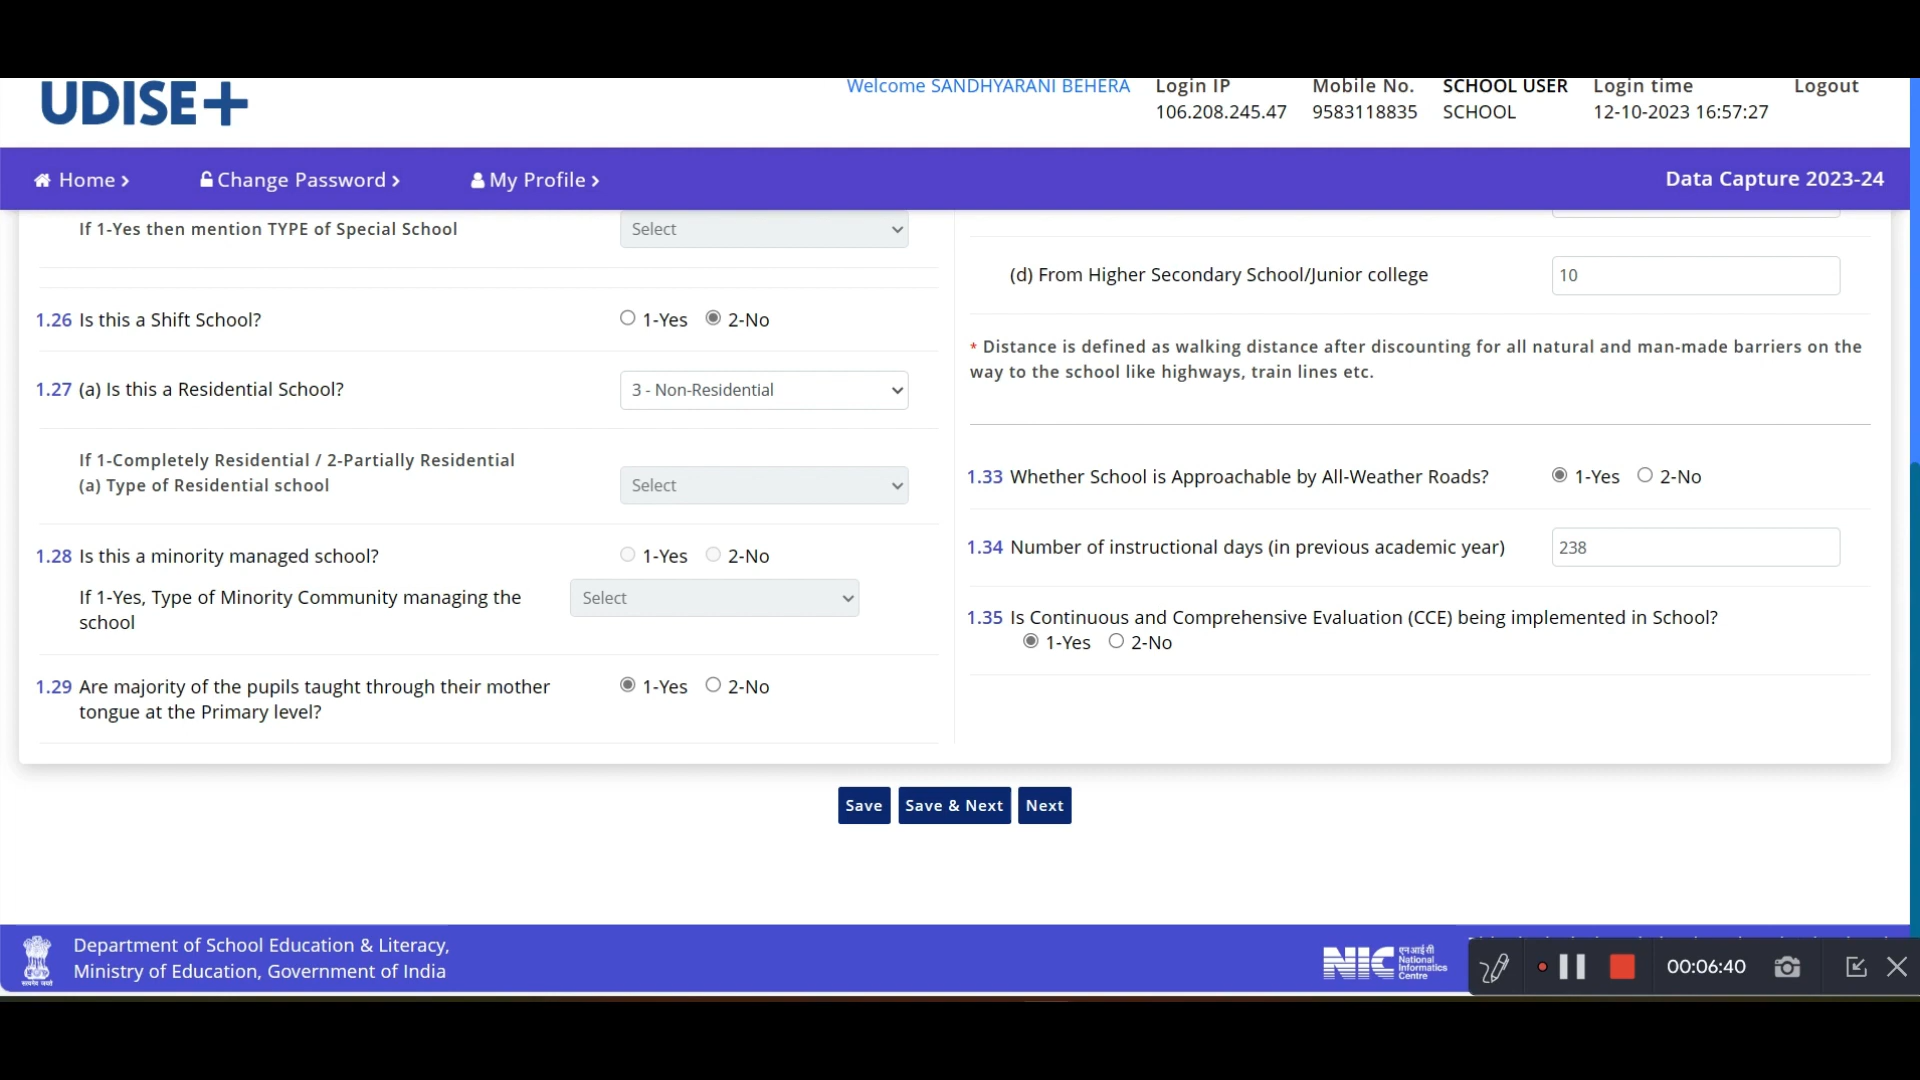 UDISE+
Welcome SANDHYARANI BEHERA
Login IP
106.208.245.47
Mobile No.
9583118835
SCHOOL USER
SCHOOL
Login time
12-10-2023 16:57:27
Logout
Home
Change Password
My Profile
Data Capture 2023-24
If 1-Yes then mention TYPE of Special School
Select
1.26 Is this a Shift School?
1-Yes 2-No
1.27 (a) Is this a Residential School?
3 - Non-Residential
If 1-Completely Residential / 2-Partially Residential
(a) Type of Residential school
Select
1.28 Is this a minority managed school?
1-Yes 2-No
If 1-Yes, Type of Minority Community managing the
school
Select
1.29 Are majority of the pupils taught through their mother
tongue at the Primary level?
1-Yes 2-No
(d) From Higher Secondary School/Junior college
10
* Distance is defined as walking distance after discounting for all natural and man-made barriers on the
way to the school like highways, train lines etc.
1.33 Whether School is Approachable by All-Weather Roads?
1-Yes 2-No
1.34 Number of instructional days (in previous academic year)
238
1.35 Is Continuous and Comprehensive Evaluation (CCE) being implemented in School?
1-Yes 2-No
Save
Save & Next
Next
Department of School Education & Literacy,
Ministry of Education, Government of India
सत्यमेव जयते
NIC
एन आई सी
National
Informatics
Centre
00:06:40